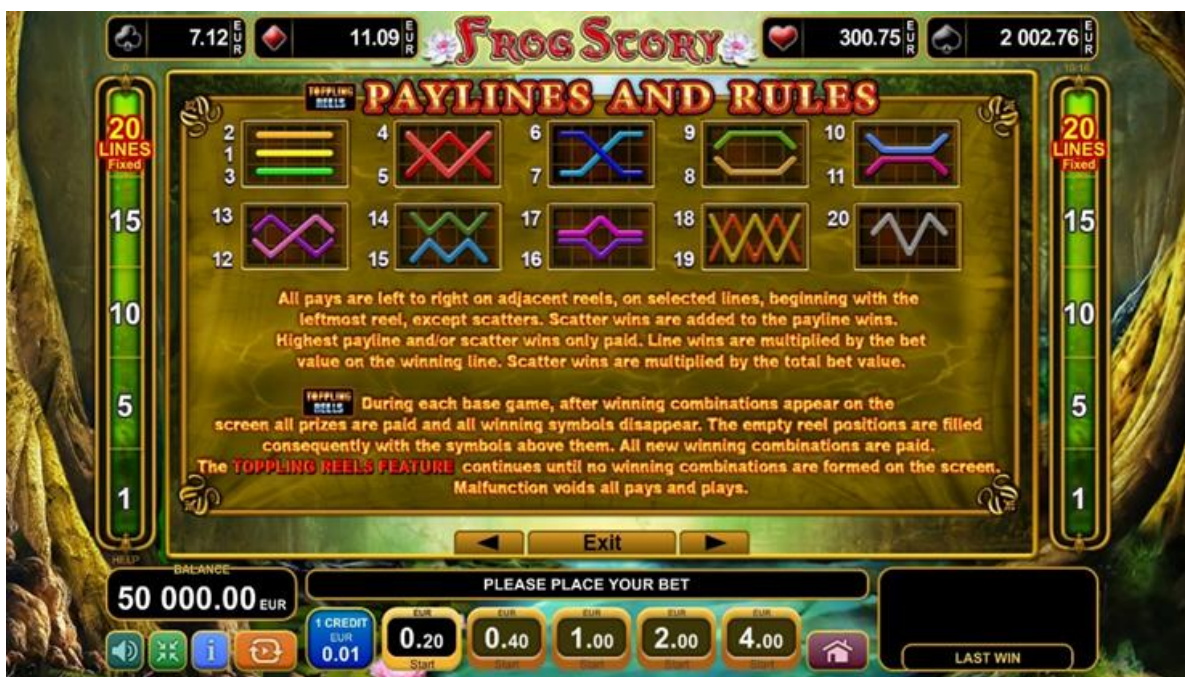 7.12 EUR
11.09 EUR
FROG STORY
300.75 EUR
2 002.76 EUR
TOPPLING REELS PAYLINES AND RULES
20
LINES
Fixed
15
10
5
1
HELP
2
1
3
4
5
6
7
9
8
10
11
13
12
14
15
17
16
18
19
20
20
LINES
Fixed
15
10
5
1
All pays are left to right on adjacent reels, on selected lines, beginning with the
leftmost reel, except scatters. Scatter wins are added to the payline wins.
Highest payline and/or scatter wins only paid. Line wins are multiplied by the bet
value on the winning line. Scatter wins are multiplied by the total bet value.
TOPPLING REELS During each base game, after winning combinations appear on the
screen all prizes are paid and all winning symbols disappear. The empty reel positions are filled
consequently with the symbols above them. All new winning combinations are paid.
The TOPPLING REELS FEATURE continues until no winning combinations are formed on the screen.
Malfunction voids all pays and plays.
Exit
BALANCE
50 000.00 EUR
PLEASE PLACE YOUR BET
1 CREDIT
EUR
0.01
EUR
0.20
Start
EUR
0.40
Start
EUR
1.00
Start
EUR
2.00
Start
EUR
4.00
Start
LAST WIN